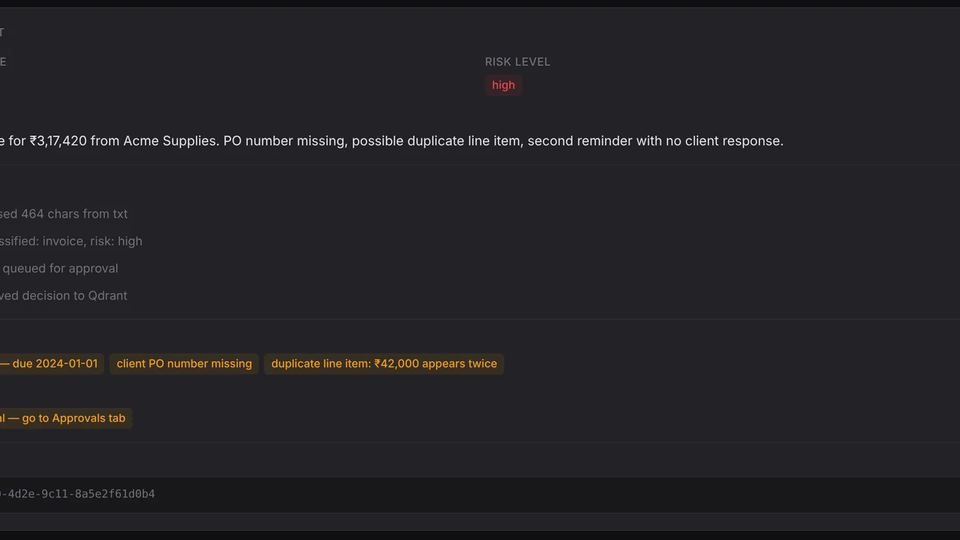 T
E
RISK LEVEL
high
e for ₹3,17,420 from Acme Supplies. PO number missing, possible duplicate line item, second reminder with no client response.
sed 464 chars from txt
ssified: invoice, risk: high
queued for approval
ved decision to Qdrant
— due 2024-01-01 client PO number missing duplicate line item: ₹42,000 appears twice
al — go to Approvals tab
-4d2e-9c11-8a5e2f61d0b4